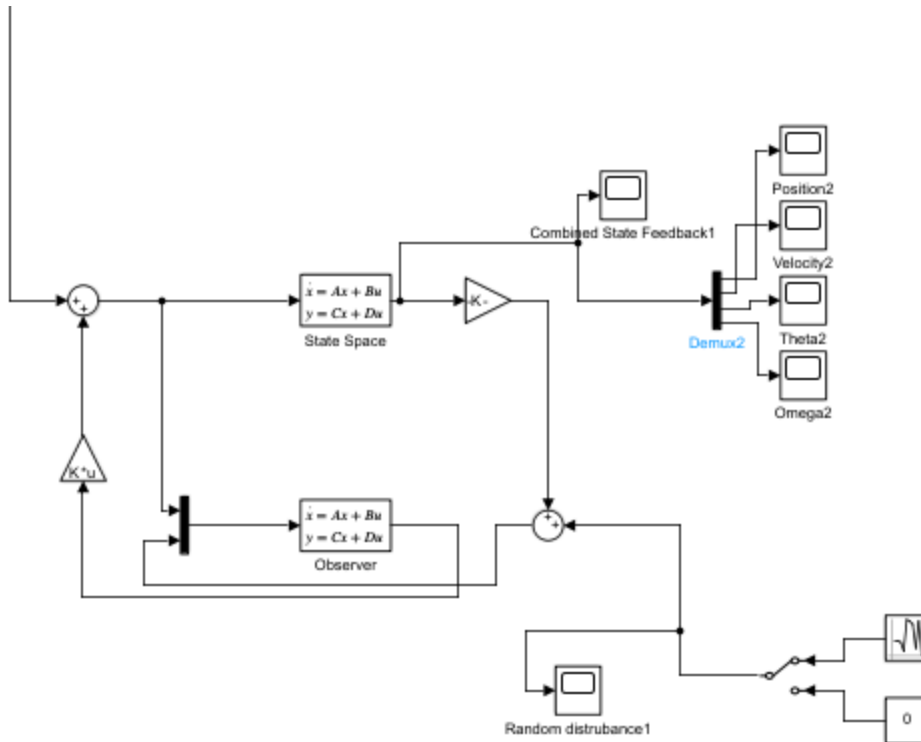 Position2
Combined State Feedback1
Velocity2
ẋ = Ax + Bu
y = Cx + Du
State Space
-K-
Demux2
Theta2
Omega2
K*u
ẋ = Ax + Bu
y = Cx + Du
Observer
Random distrubance1
0